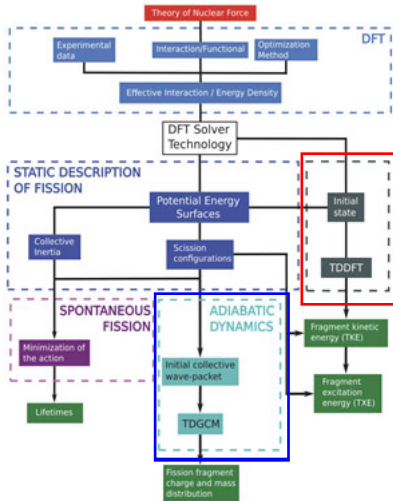 Theory of Nuclear Force
DFT
Experimental
data
Interaction/Functional
Optimization
Method
Effective Interaction / Energy Density
DFT Solver
Technology
STATIC DESCRIPTION
OF FISSION
Potential Energy
Surfaces
Initial
state
Collective
Inertia
Scission
configurations
TDDFT
SPONTANEOUS
FISSION
ADIABATIC
DYNAMICS
Minimization of
the action
Initial collective
wave-packet
Fragment kinetic
energy (TKE)
Lifetimes
TDGCM
Fragment
excitation
energy (TXE)
Fission fragment
charge and mass
distribution